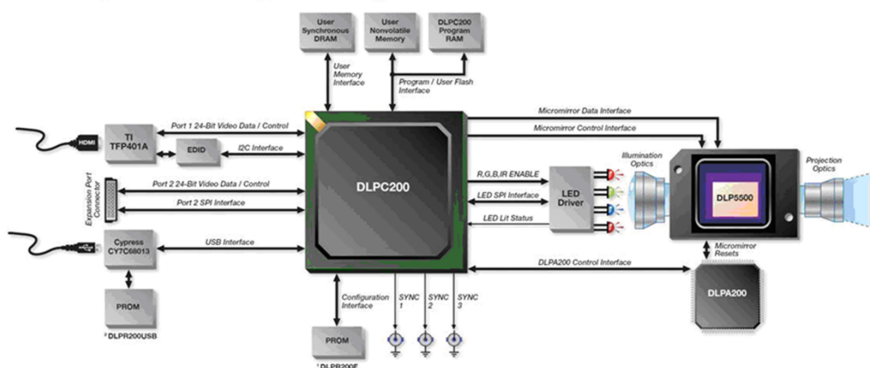 User
Synchronous
DRAM
User
Nonvolatile
Memory
DLPC200
Program
RAM
User
Memory
Interface
Program / User Flash
Interface
Port 1 24-Bit Video Data / Control
HDMI
TI
TFP401A
EDID
I2C Interface
Expansion Port
Connector
Port 2 24-Bit Video Data / Control
Port 2 SPI Interface
Cypress
CY7C68013
USB Interface
PROM
DLPR200USB
DLPC200
Configuration
Interface
SYNC
1
SYNC
2
SYNC
3
PROM
DLPR200F
Micromirror Data Interface
Micromirror Control Interface
R,G,B,IR ENABLE
LED SPI Interface
LED Lit Status
LED
Driver
Illumination
Optics
DLP5500
Projection
Optics
Micromirror
Resets
DLPA200 Control Interface
DLPA200